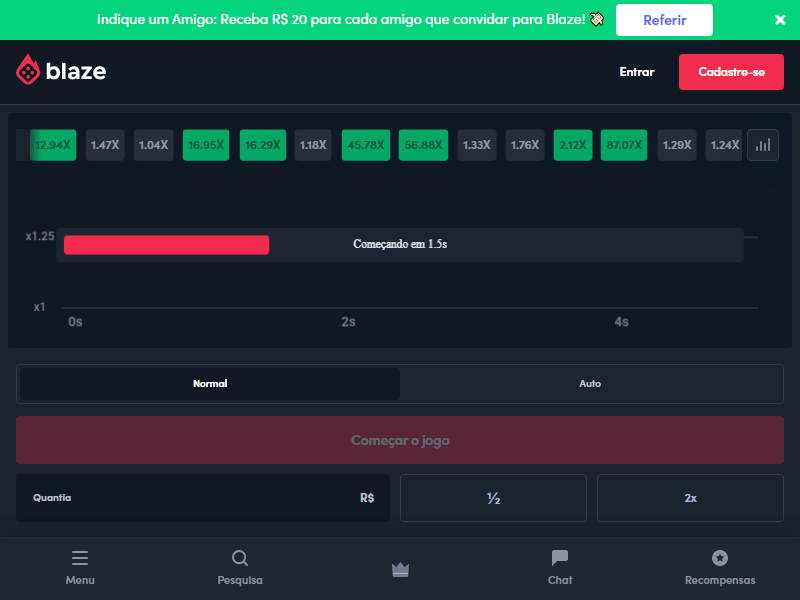 Indique um Amigo: Receba R$ 20 para cada amigo que convidar para Blaze! 💸 Referir
blaze
Entrar
Cadastre-se
12.94X 1.47X 1.04X 16.95X 16.29X 1.18X 45.78X 56.88X 1.33X 1.76X 2.12X 87.07X 1.29X 1.24X
x1.25
Começando em 1.5s
x1
0s 2s 4s
Normal Auto
Começar o jogo
Quantia R$ ½ 2x
Menu Pesquisa Chat Recompensas